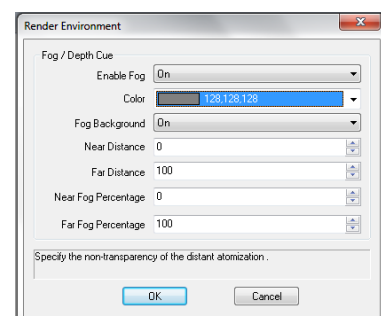 Render Environment
Fog / Depth Cue
Enable Fog On
Color 128,128,128
Fog Background On
Near Distance 0
Far Distance 100
Near Fog Percentage 0
Far Fog Percentage 100
Specify the non-transparency of the distant atomization .
OK Cancel